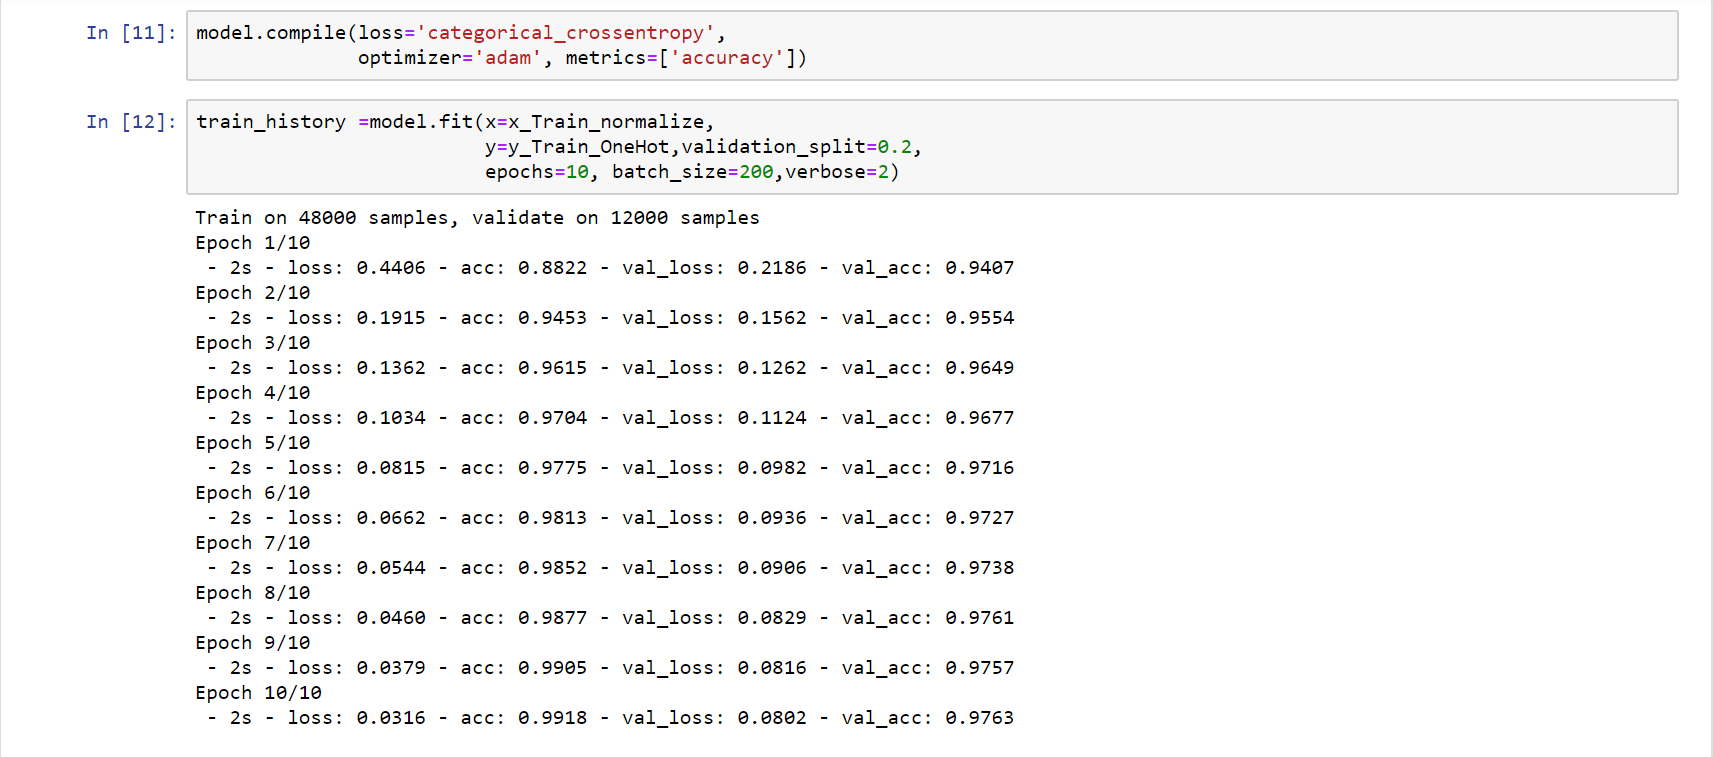 In [11]: model.compile(loss='categorical_crossentropy',
optimizer='adam', metrics=['accuracy'])
In [12]: train_history =model.fit(x=x_Train_normalize,
y=y_Train_OneHot,validation_split=0.2,
epochs=10, batch_size=200,verbose=2)
Train on 48000 samples, validate on 12000 samples
Epoch 1/10
- 2s - loss: 0.4406 - acc: 0.8822 - val_loss: 0.2186 - val_acc: 0.9407
Epoch 2/10
- 2s - loss: 0.1915 - acc: 0.9453 - val_loss: 0.1562 - val_acc: 0.9554
Epoch 3/10
- 2s - loss: 0.1362 - acc: 0.9615 - val_loss: 0.1262 - val_acc: 0.9649
Epoch 4/10
- 2s - loss: 0.1034 - acc: 0.9704 - val_loss: 0.1124 - val_acc: 0.9677
Epoch 5/10
- 2s - loss: 0.0815 - acc: 0.9775 - val_loss: 0.0982 - val_acc: 0.9716
Epoch 6/10
- 2s - loss: 0.0662 - acc: 0.9813 - val_loss: 0.0936 - val_acc: 0.9727
Epoch 7/10
- 2s - loss: 0.0544 - acc: 0.9852 - val_loss: 0.0906 - val_acc: 0.9738
Epoch 8/10
- 2s - loss: 0.0460 - acc: 0.9877 - val_loss: 0.0829 - val_acc: 0.9761
Epoch 9/10
- 2s - loss: 0.0379 - acc: 0.9905 - val_loss: 0.0816 - val_acc: 0.9757
Epoch 10/10
- 2s - loss: 0.0316 - acc: 0.9918 - val_loss: 0.0802 - val_acc: 0.9763